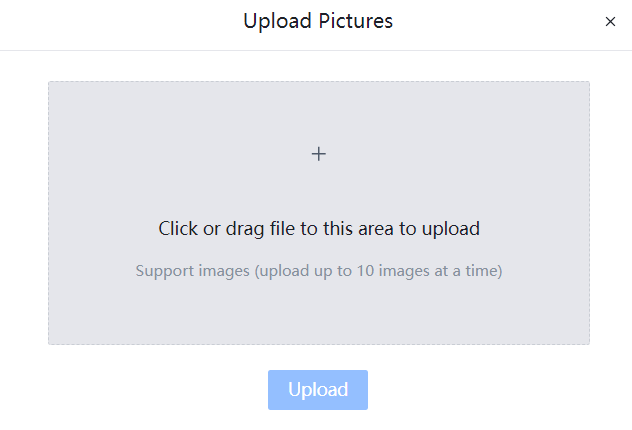 Upload Pictures
Click or drag file to this area to upload
Support images (upload up to 10 images at a time)
Upload